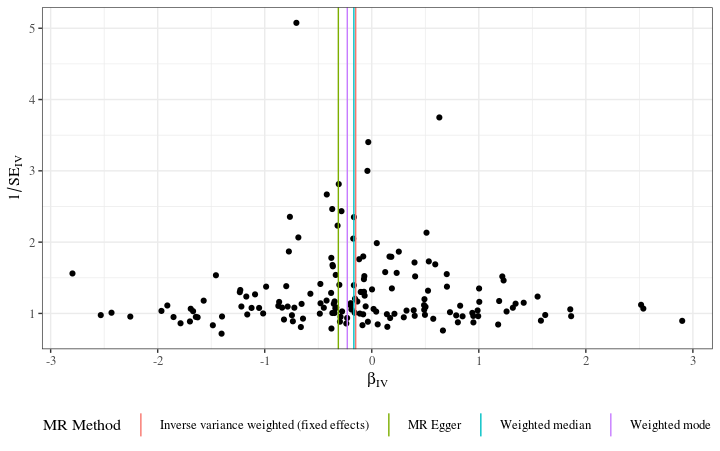 5
4
3
2
1
1/SE_IV
-3 -2 -1 0 1 2 3
β_IV
MR Method Inverse variance weighted (fixed effects) MR Egger Weighted median Weighted mode